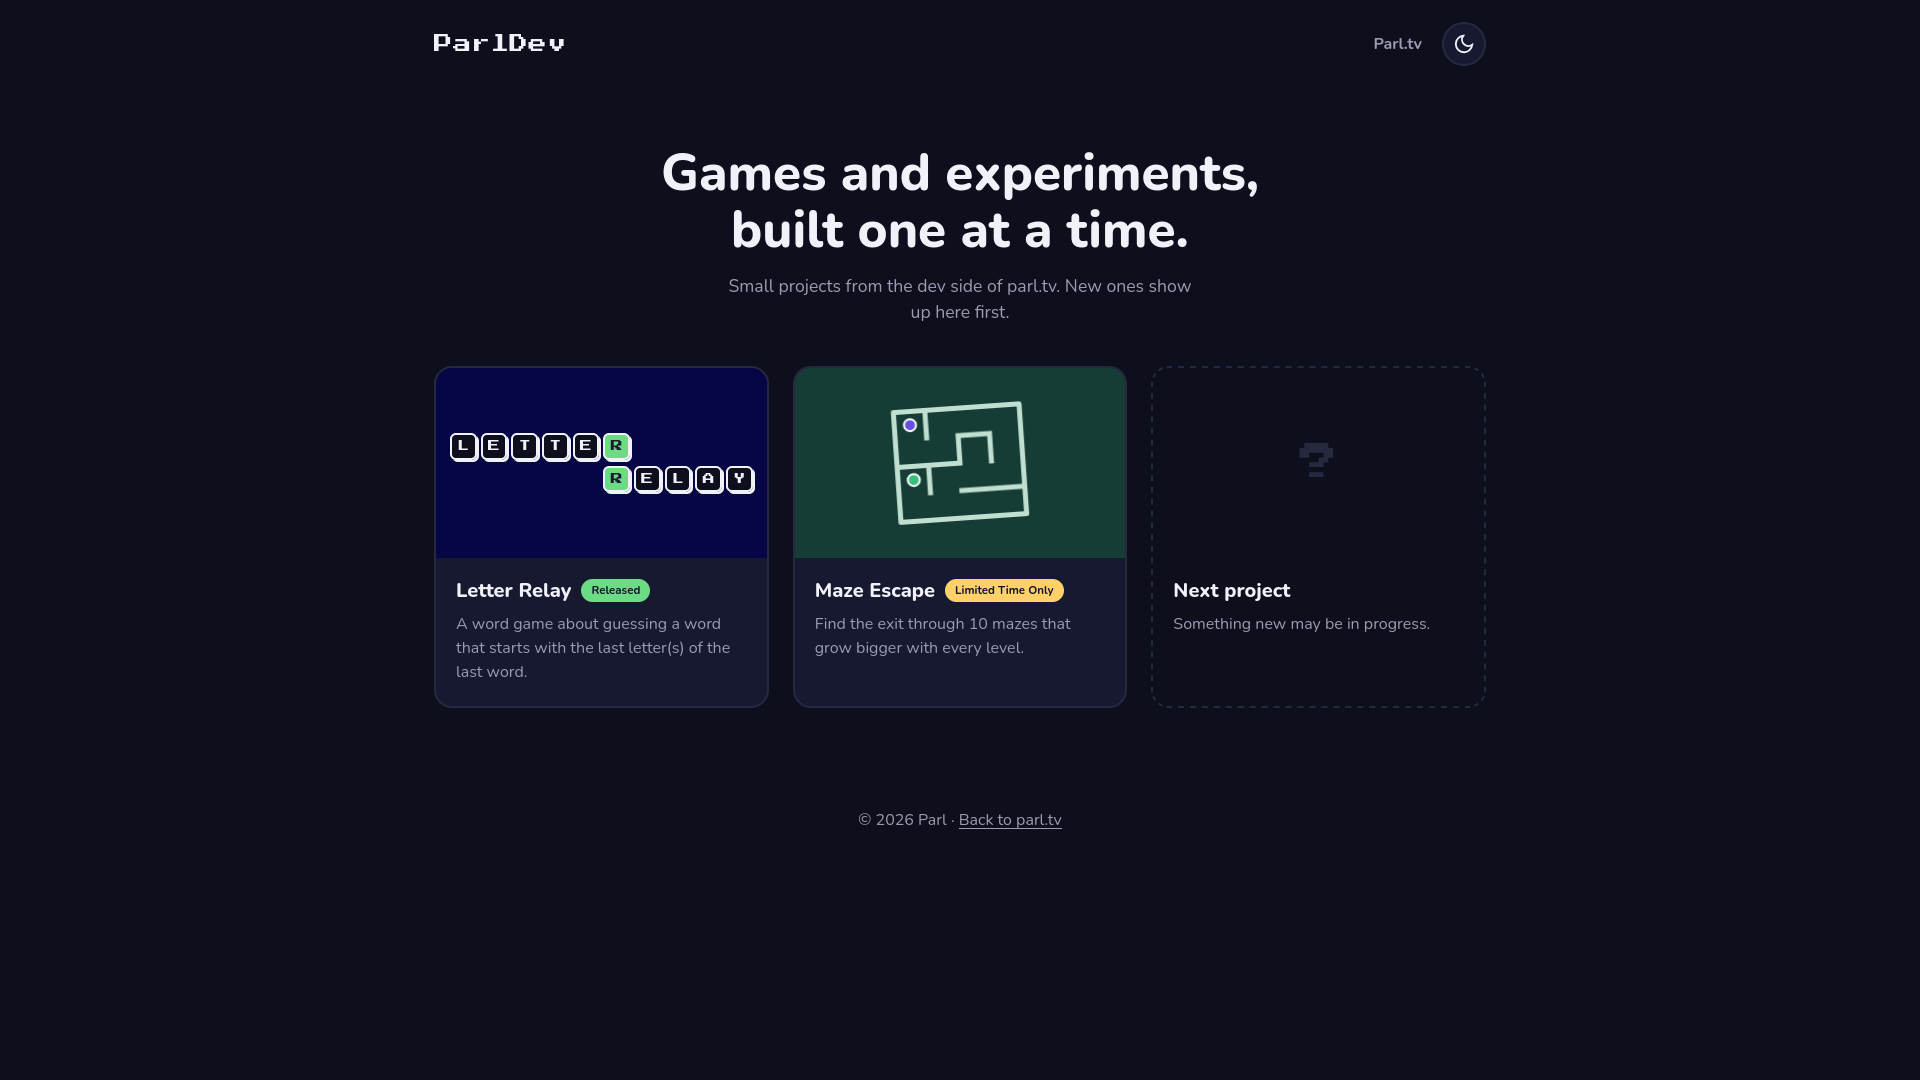 ParlDev
Parl.tv
Games and experiments,
built one at a time.
Small projects from the dev side of parl.tv. New ones show
up here first.
LETTER
RELAY
Letter Relay Released
A word game about guessing a word
that starts with the last letter(s) of the
last word.
Maze Escape Limited Time Only
Find the exit through 10 mazes that
grow bigger with every level.
?
Next project
Something new may be in progress.
© 2026 Parl · Back to parl.tv